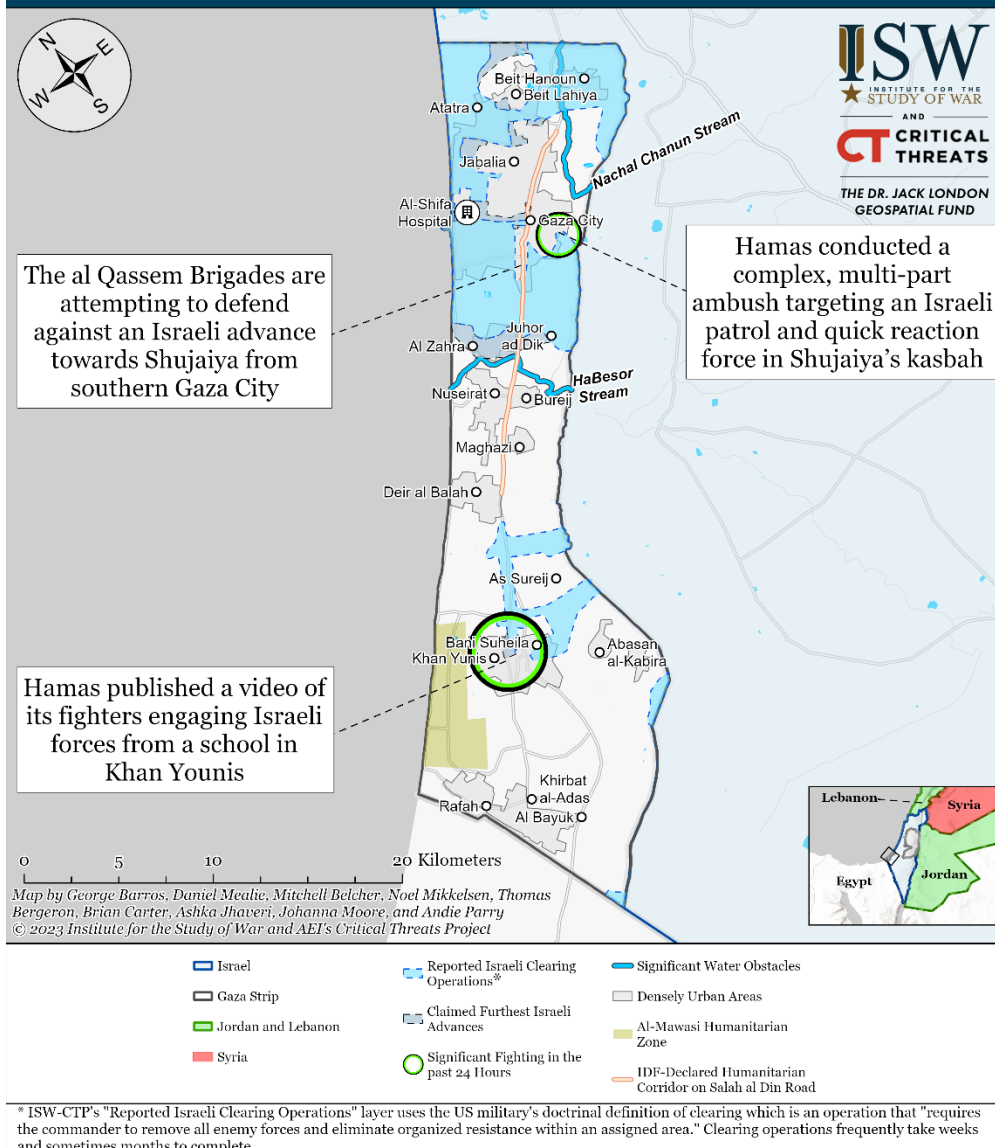 N
E
W
S
ISW
INSTITUTE FOR THE
STUDY OF WAR
AND
CT CRITICAL
THREATS
THE DR. JACK LONDON
GEOSPATIAL FUND
Beit Hanoun
Beit Lahiya
Atatra
Jabalia
Nachal Chanun Stream
Al-Shifa
Hospital
Gaza City
The al Qassem Brigades are
attempting to defend
against an Israeli advance
towards Shujaiya from
southern Gaza City
Hamas conducted a
complex, multi-part
ambush targeting an Israeli
patrol and quick reaction
force in Shujaiya's kasbah
Juhor
ad Dik
Al Zahra
HaBesor
Stream
Nuseirat
Bureij
Maghazi
Deir al Balah
As Sureij
Bani Suheila
Khan Yunis
Abasan
al-Kabira
Hamas published a video of
its fighters engaging Israeli
forces from a school in
Khan Younis
Khirbat
al-Adas
Rafah
Al Bayuk
Lebanon
Syria
Jordan
Egypt
0 5 10 20 Kilometers
Map by George Barros, Daniel Mealie, Mitchell Belcher, Noel Mikkelsen, Thomas
Bergeron, Brian Carter, Ashka Jhaveri, Johanna Moore, and Andie Parry
© 2023 Institute for the Study of War and AEI's Critical Threats Project
Israel
Gaza Strip
Jordan and Lebanon
Syria
Reported Israeli Clearing
Operations*
Claimed Furthest Israeli
Advances
Significant Fighting in the
past 24 Hours
Significant Water Obstacles
Densely Urban Areas
Al-Mawasi Humanitarian
Zone
IDF-Declared Humanitarian
Corridor on Salah al Din Road
* ISW-CTP's "Reported Israeli Clearing Operations" layer uses the US military's doctrinal definition of clearing which is an operation that "requires
the commander to remove all enemy forces and eliminate organized resistance within an assigned area." Clearing operations frequently take weeks
and sometimes months to complete